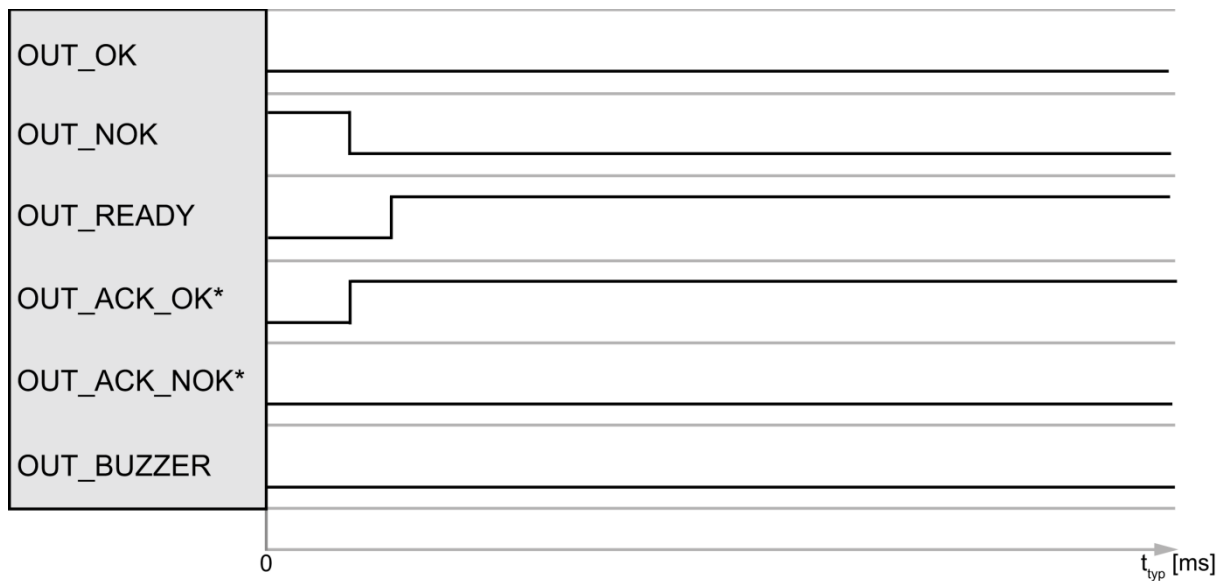 OUT_OK
OUT_NOK
OUT_READY
OUT_ACK_OK*
OUT_ACK_NOK*
OUT_BUZZER
0 t_typ [ms]